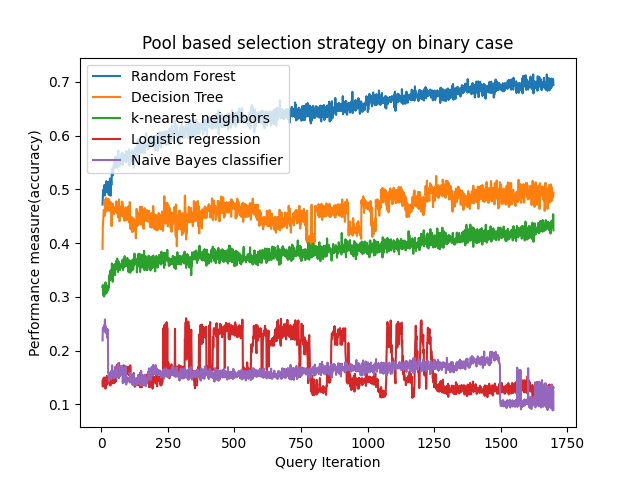 Pool based selection strategy on binary case
Random Forest
Decision Tree
k-nearest neighbors
Logistic regression
Naive Bayes classifier
Performance measure(accuracy)
0.7
0.6
0.5
0.4
0.3
0.2
0.1
0 250 500 750 1000 1250 1500 1750
Query Iteration